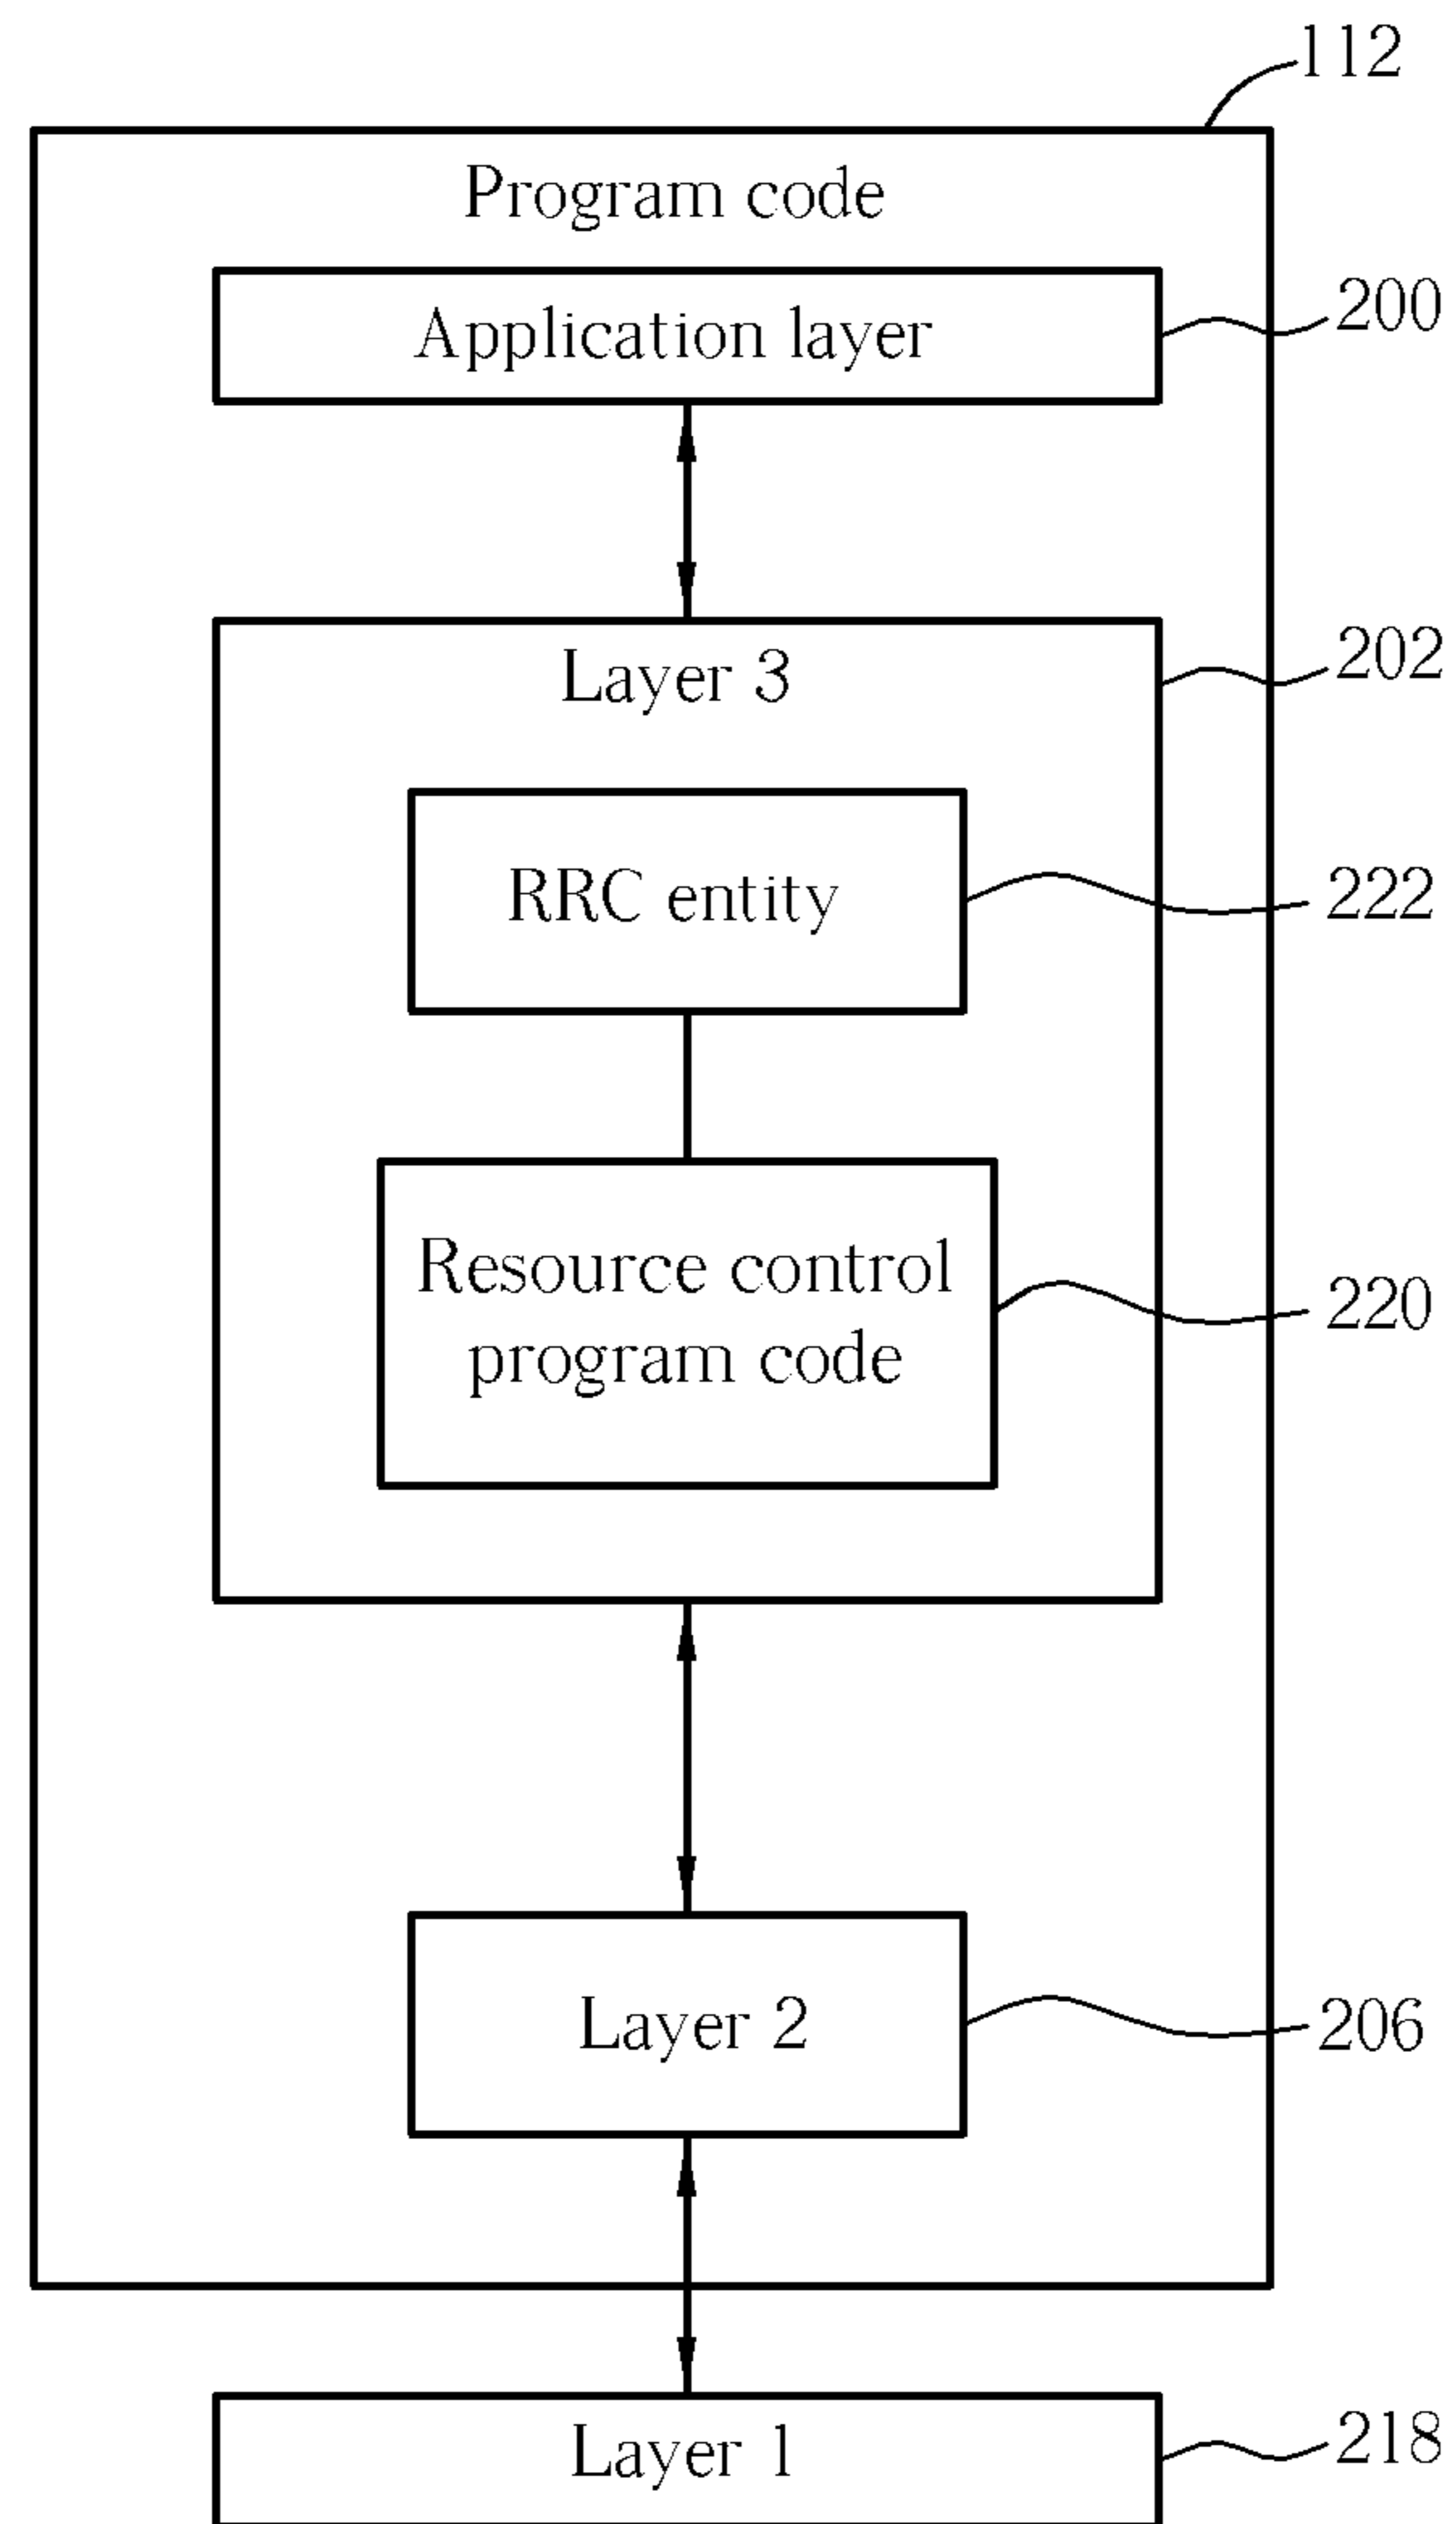 112
Program code
Application layer
200
Layer 3
202
RRC entity
222
Resource control
program code
220
Layer 2
206
Layer 1
218